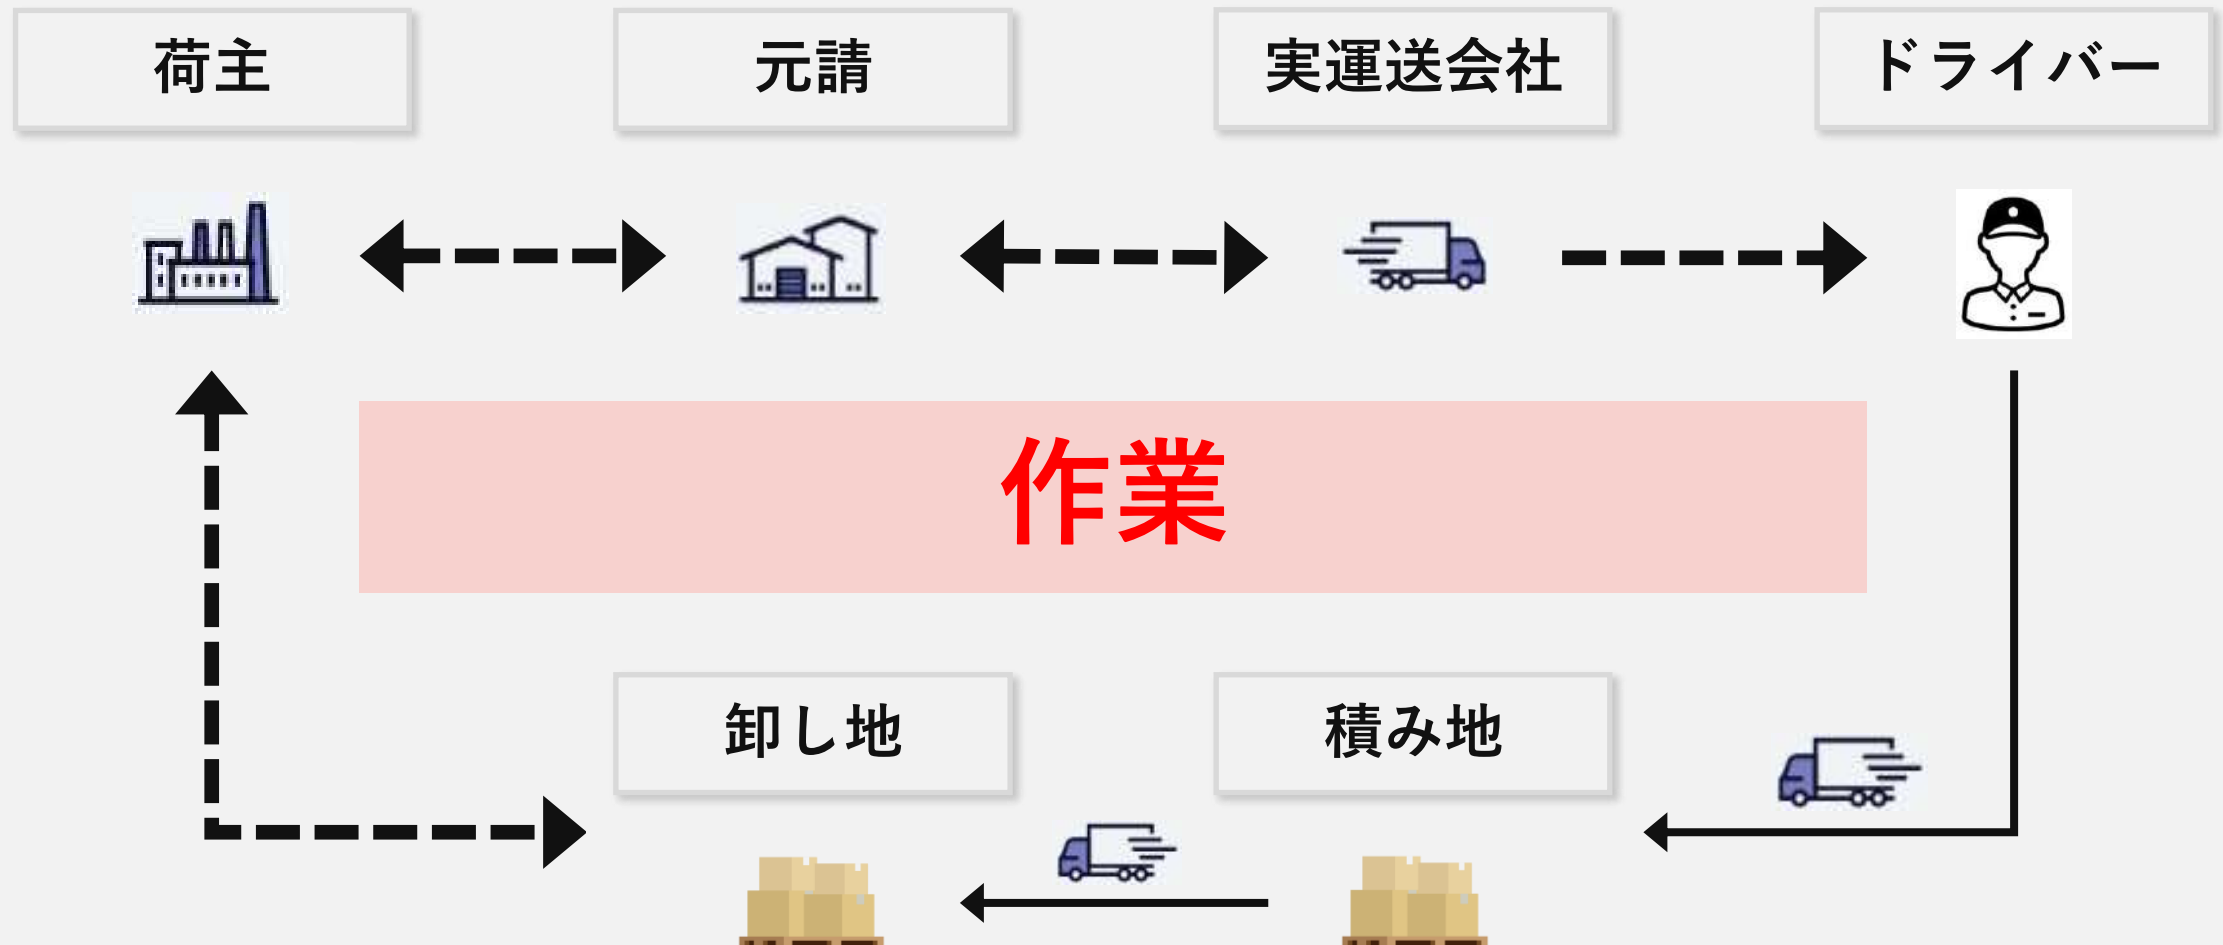 荷主
元請
実運送会社
ドライバー
作業
卸し地
積み地